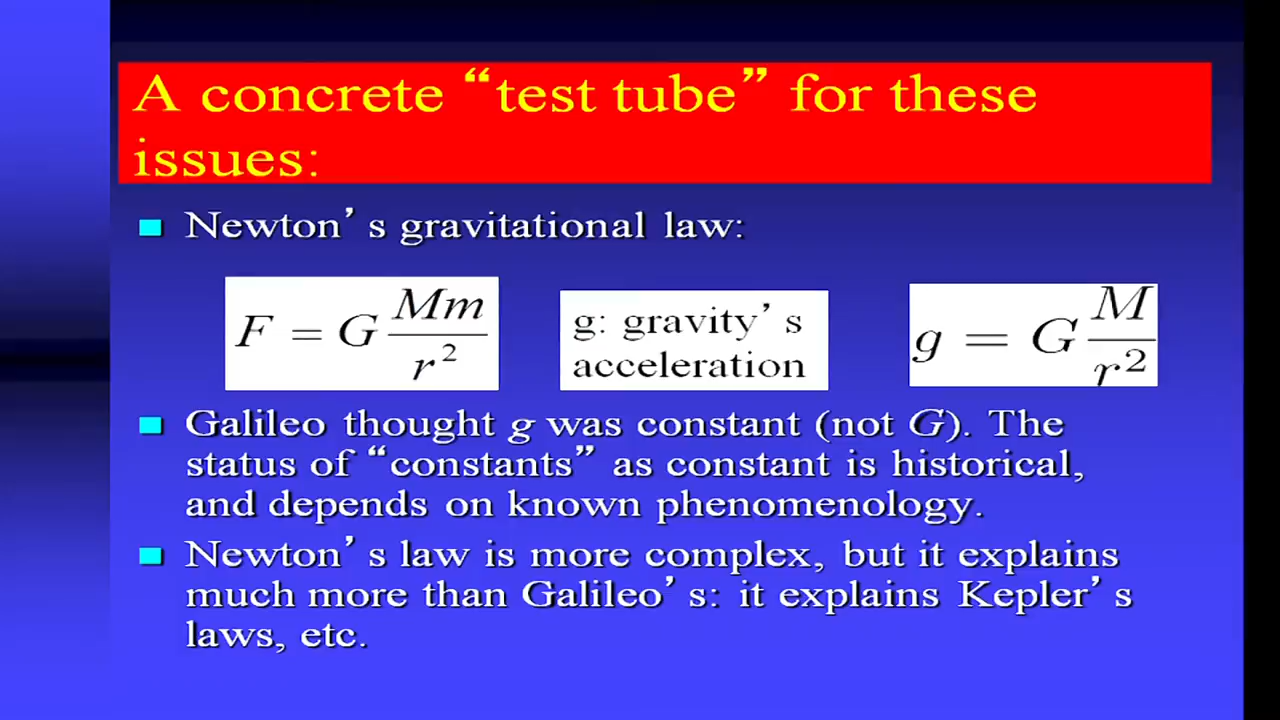 A concrete “test tube” for these
issues:
Newton’s gravitational law:
F = G Mm / r²
g: gravity’s
acceleration
g = G M / r²
Galileo thought g was constant (not G). The
status of “constants” as constant is historical,
and depends on known phenomenology.
Newton’s law is more complex, but it explains
much more than Galileo’s: it explains Kepler’s
laws, etc.